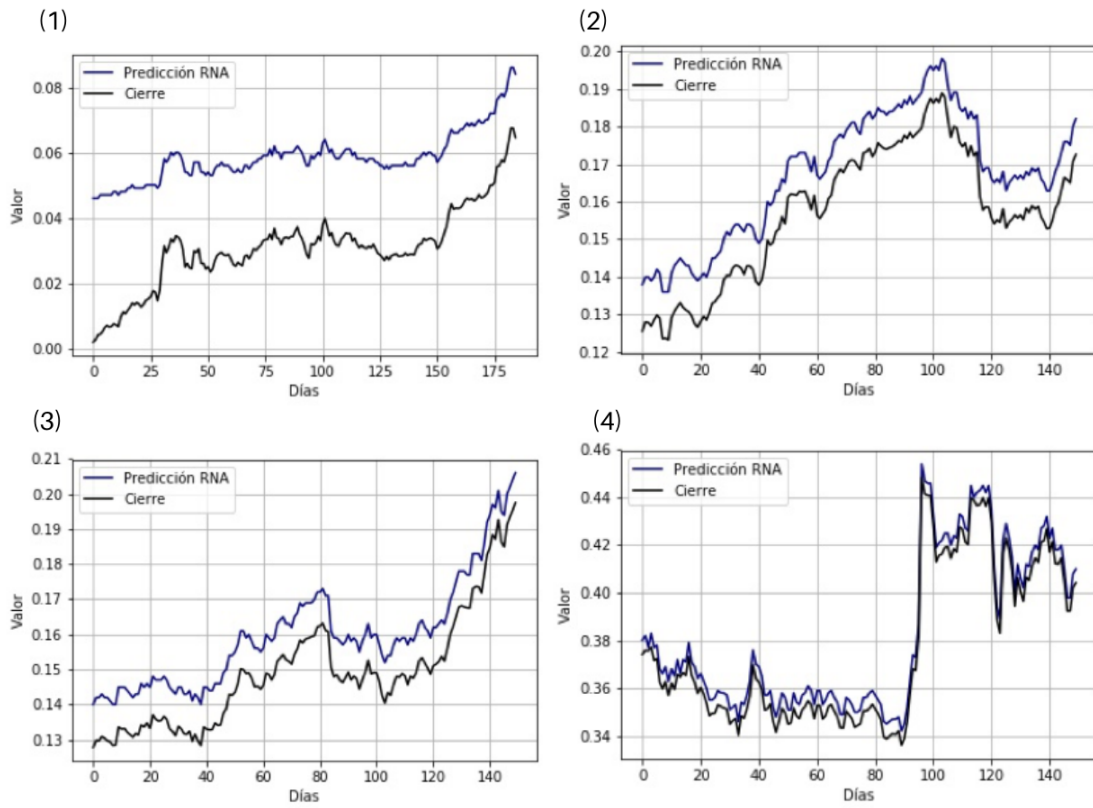 (1)
Predicción RNA
Cierre
Valor
0.08
0.06
0.04
0.02
0.00
0 25 50 75 100 125 150 175
Días
(2)
Predicción RNA
Cierre
Valor
0.20
0.19
0.18
0.17
0.16
0.15
0.14
0.13
0.12
0 20 40 60 80 100 120 140
Días
(3)
Predicción RNA
Cierre
Valor
0.21
0.20
0.19
0.18
0.17
0.16
0.15
0.14
0.13
0 20 40 60 80 100 120 140
Días
(4)
Predicción RNA
Cierre
Valor
0.46
0.44
0.42
0.40
0.38
0.36
0.34
0 20 40 60 80 100 120 140
Días